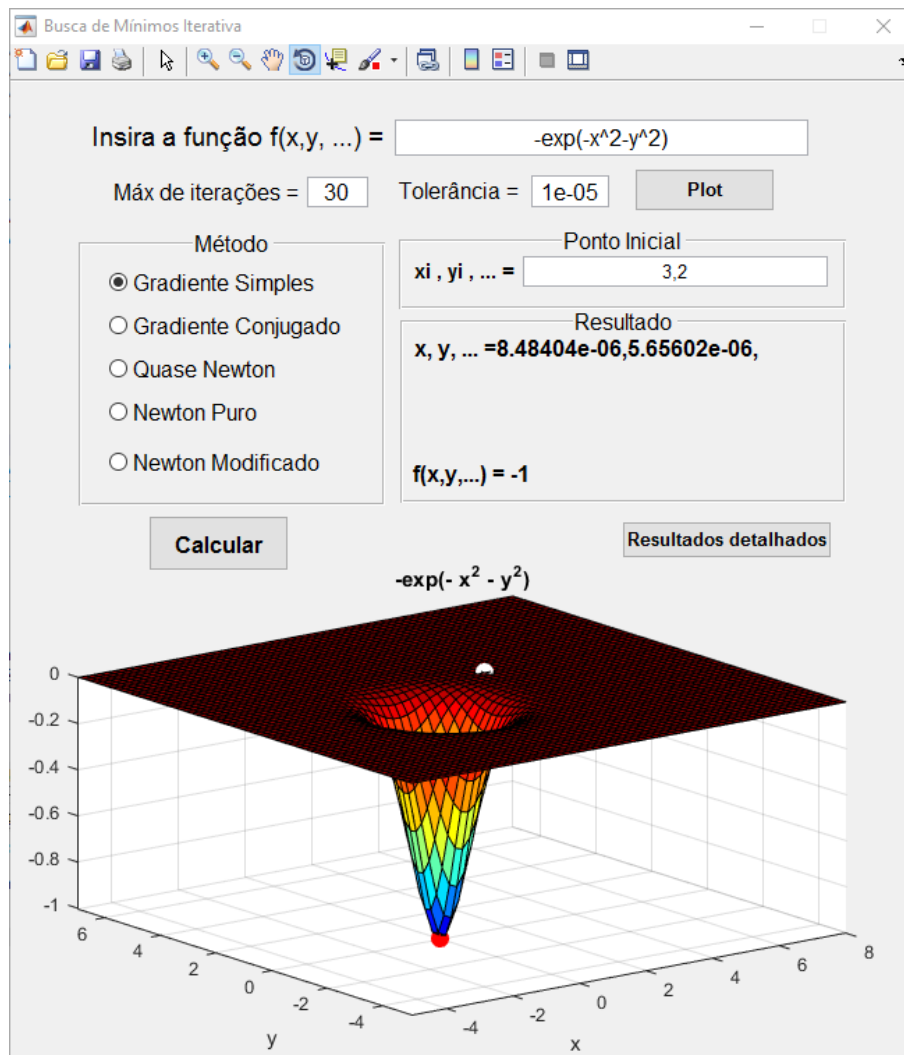 Busca de Mínimos Iterativa
Insira a função f(x,y, ...) = -exp(-x^2-y^2)
Máx de iterações = 30 Tolerância = 1e-05 Plot
Método
Gradiente Simples
Gradiente Conjugado
Quase Newton
Newton Puro
Newton Modificado
Ponto Inicial
xi , yi , ... = 3,2
Resultado
x, y, ... =8.48404e-06,5.65602e-06,
f(x,y,...) = -1
Calcular
Resultados detalhados
-exp(- x² - y²)
0
-0.2
-0.4
-0.6
-0.8
-1
6
4
2
0
-2
-4
y
-4
-2
0
2
4
6
8
x